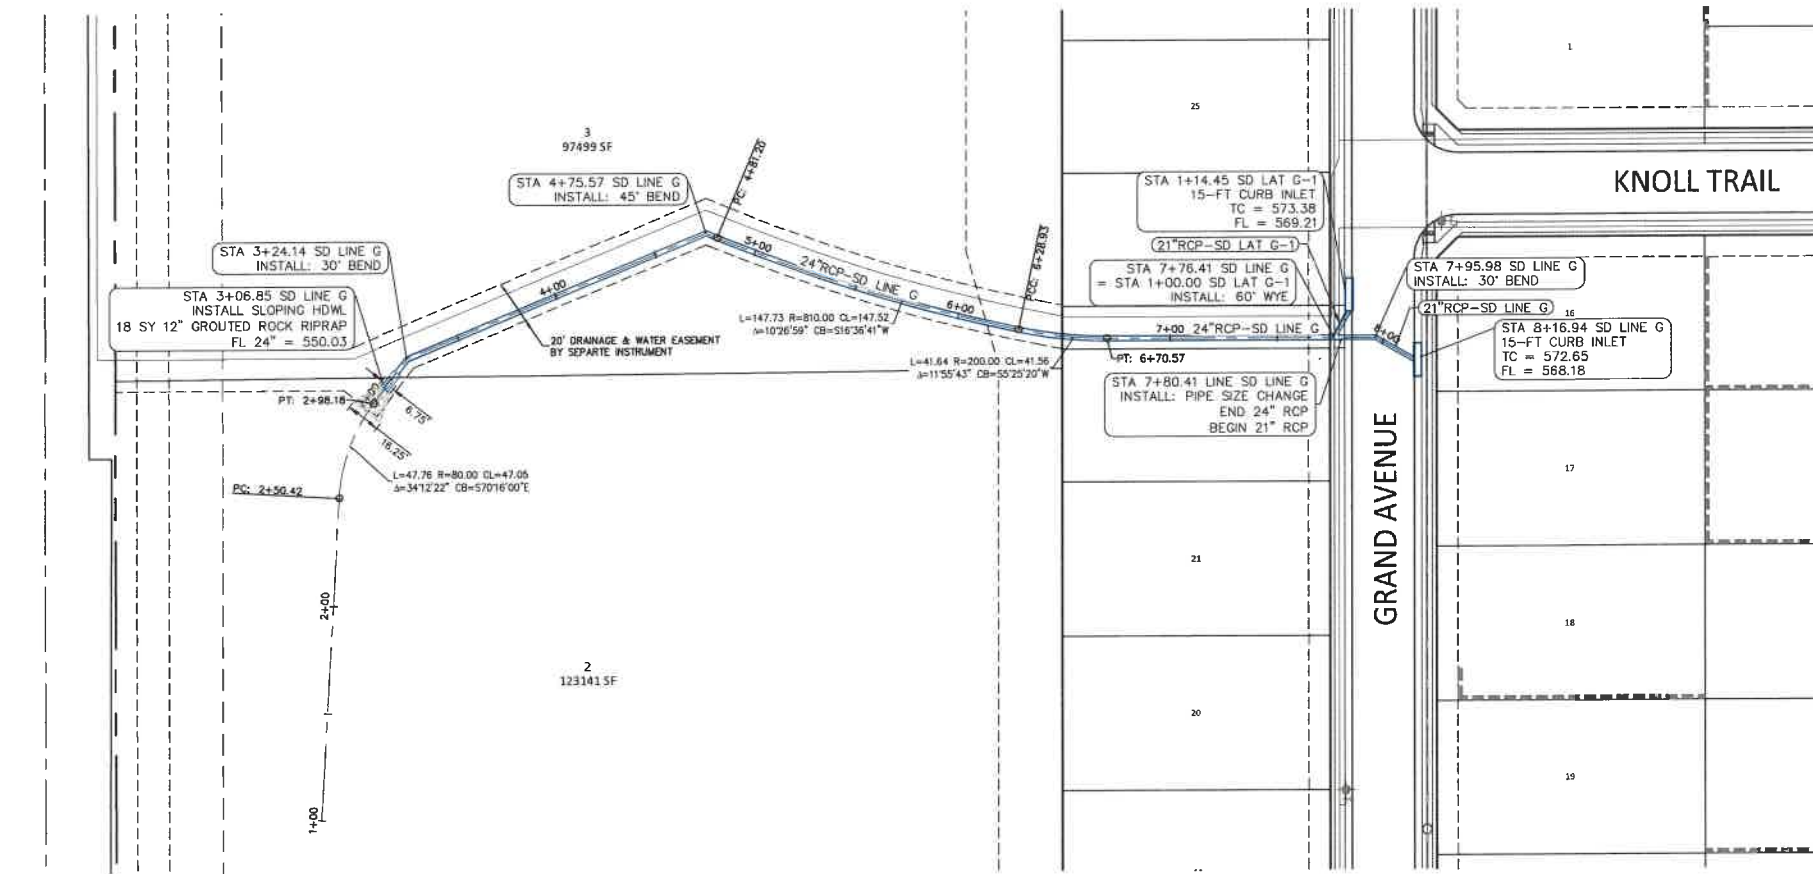 1
25
KNOLL TRAIL
3
97499 SF
PC: 4+81.20
STA 4+75.57 SD LINE G
INSTALL: 45° BEND
STA 1+14.45 SD LAT G-1
15-FT CURB INLET
TC = 573.38
FL = 569.21
21"RCP-SD LAT G-1
STA 3+24.14 SD LINE G
INSTALL: 30° BEND
5+00
24"RCP-SD LINE G
PCC: 6+28.93
STA 7+76.41 SD LINE G
= STA 1+00.00 SD LAT G-1
INSTALL: 60° WYE
STA 7+95.98 SD LINE G
INSTALL: 30° BEND
STA 3+06.85 SD LINE G
INSTALL SLOPING HDWL
18 SY 12" GROUTED ROCK RIPRAP
FL 24" = 550.03
4+00
6+00
21"RCP-SD LINE G
16
L=147.73 R=810.00 CL=147.52
Δ=10°26'59" CB=S16°36'41"W
7+00 24"RCP-SD LINE G
8+00
STA 8+16.94 SD LINE G
15-FT CURB INLET
TC = 572.65
FL = 568.18
20' DRAINAGE & WATER EASEMENT
BY SEPARTE INSTRUMENT
L=41.64 R=200.00 CL=41.56
Δ=11°55'43" CB=S5°25'20"W
PT: 6+70.57
STA 7+80.41 LINE SD LINE G
INSTALL: PIPE SIZE CHANGE
END 24" RCP
BEGIN 21" RCP
PT: 2+98.18
6.75'
16.25'
L=47.76 R=80.00 CL=47.05
Δ=34°12'22" CB=S70°16'00"E
PC: 2+50.42
GRAND AVENUE
17
21
2+00
18
2
123141 SF
20
19
1+00